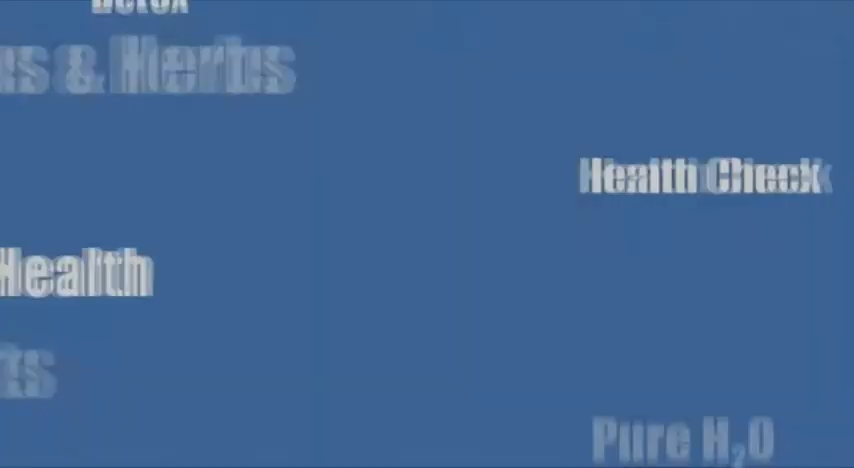 Detox
& Herbs
Health Check
Health
Pure H₂O